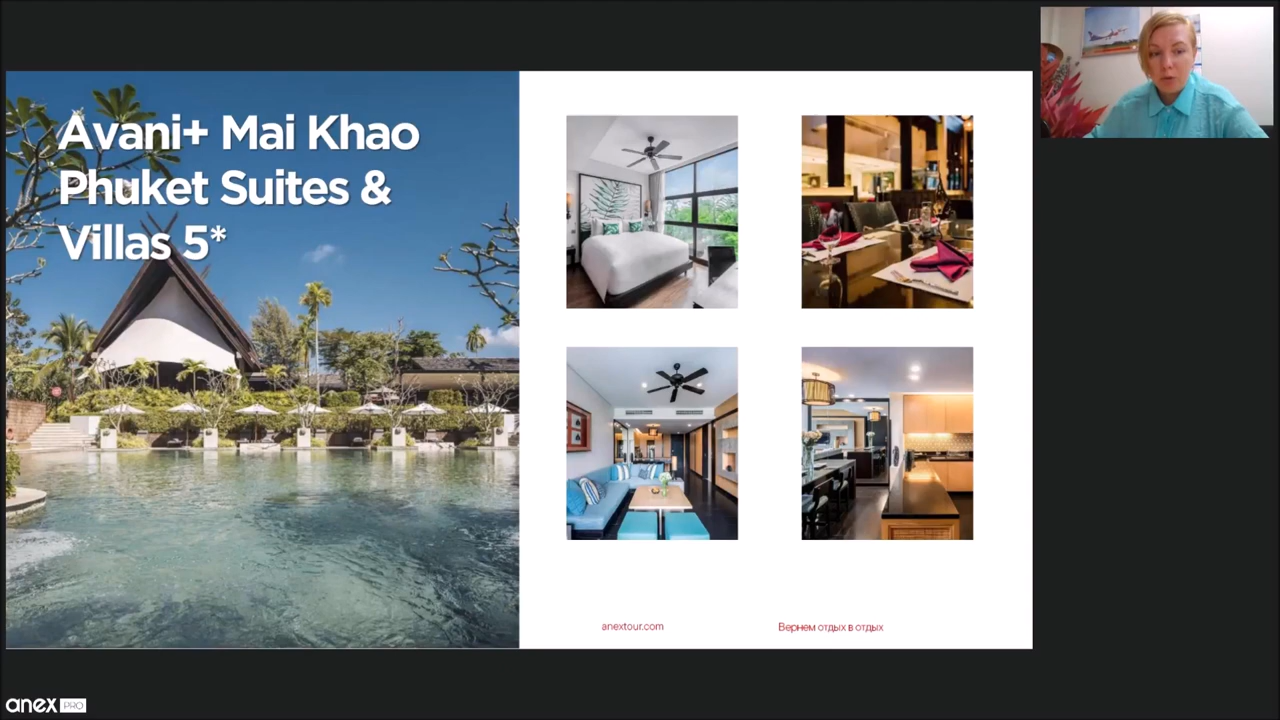 Avani+ Mai Khao
Phuket Suites &
Villas 5*
anextour.com
Вернем отдых в отдых
anex PRO